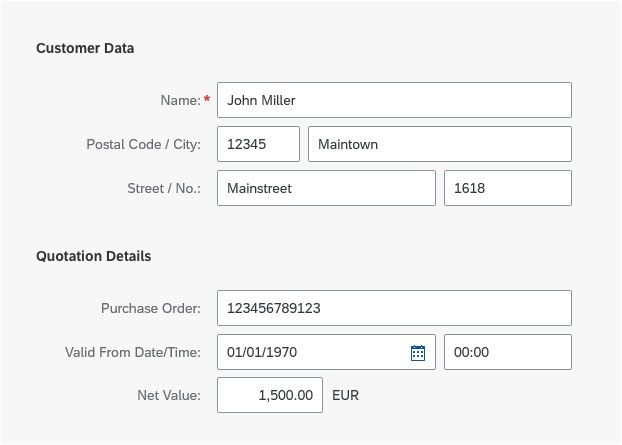 Customer Data
Name: * John Miller
Postal Code / City: 12345 Maintown
Street / No.: Mainstreet 1618
Quotation Details
Purchase Order: 123456789123
Valid From Date/Time: 01/01/1970 00:00
Net Value: 1,500.00 EUR